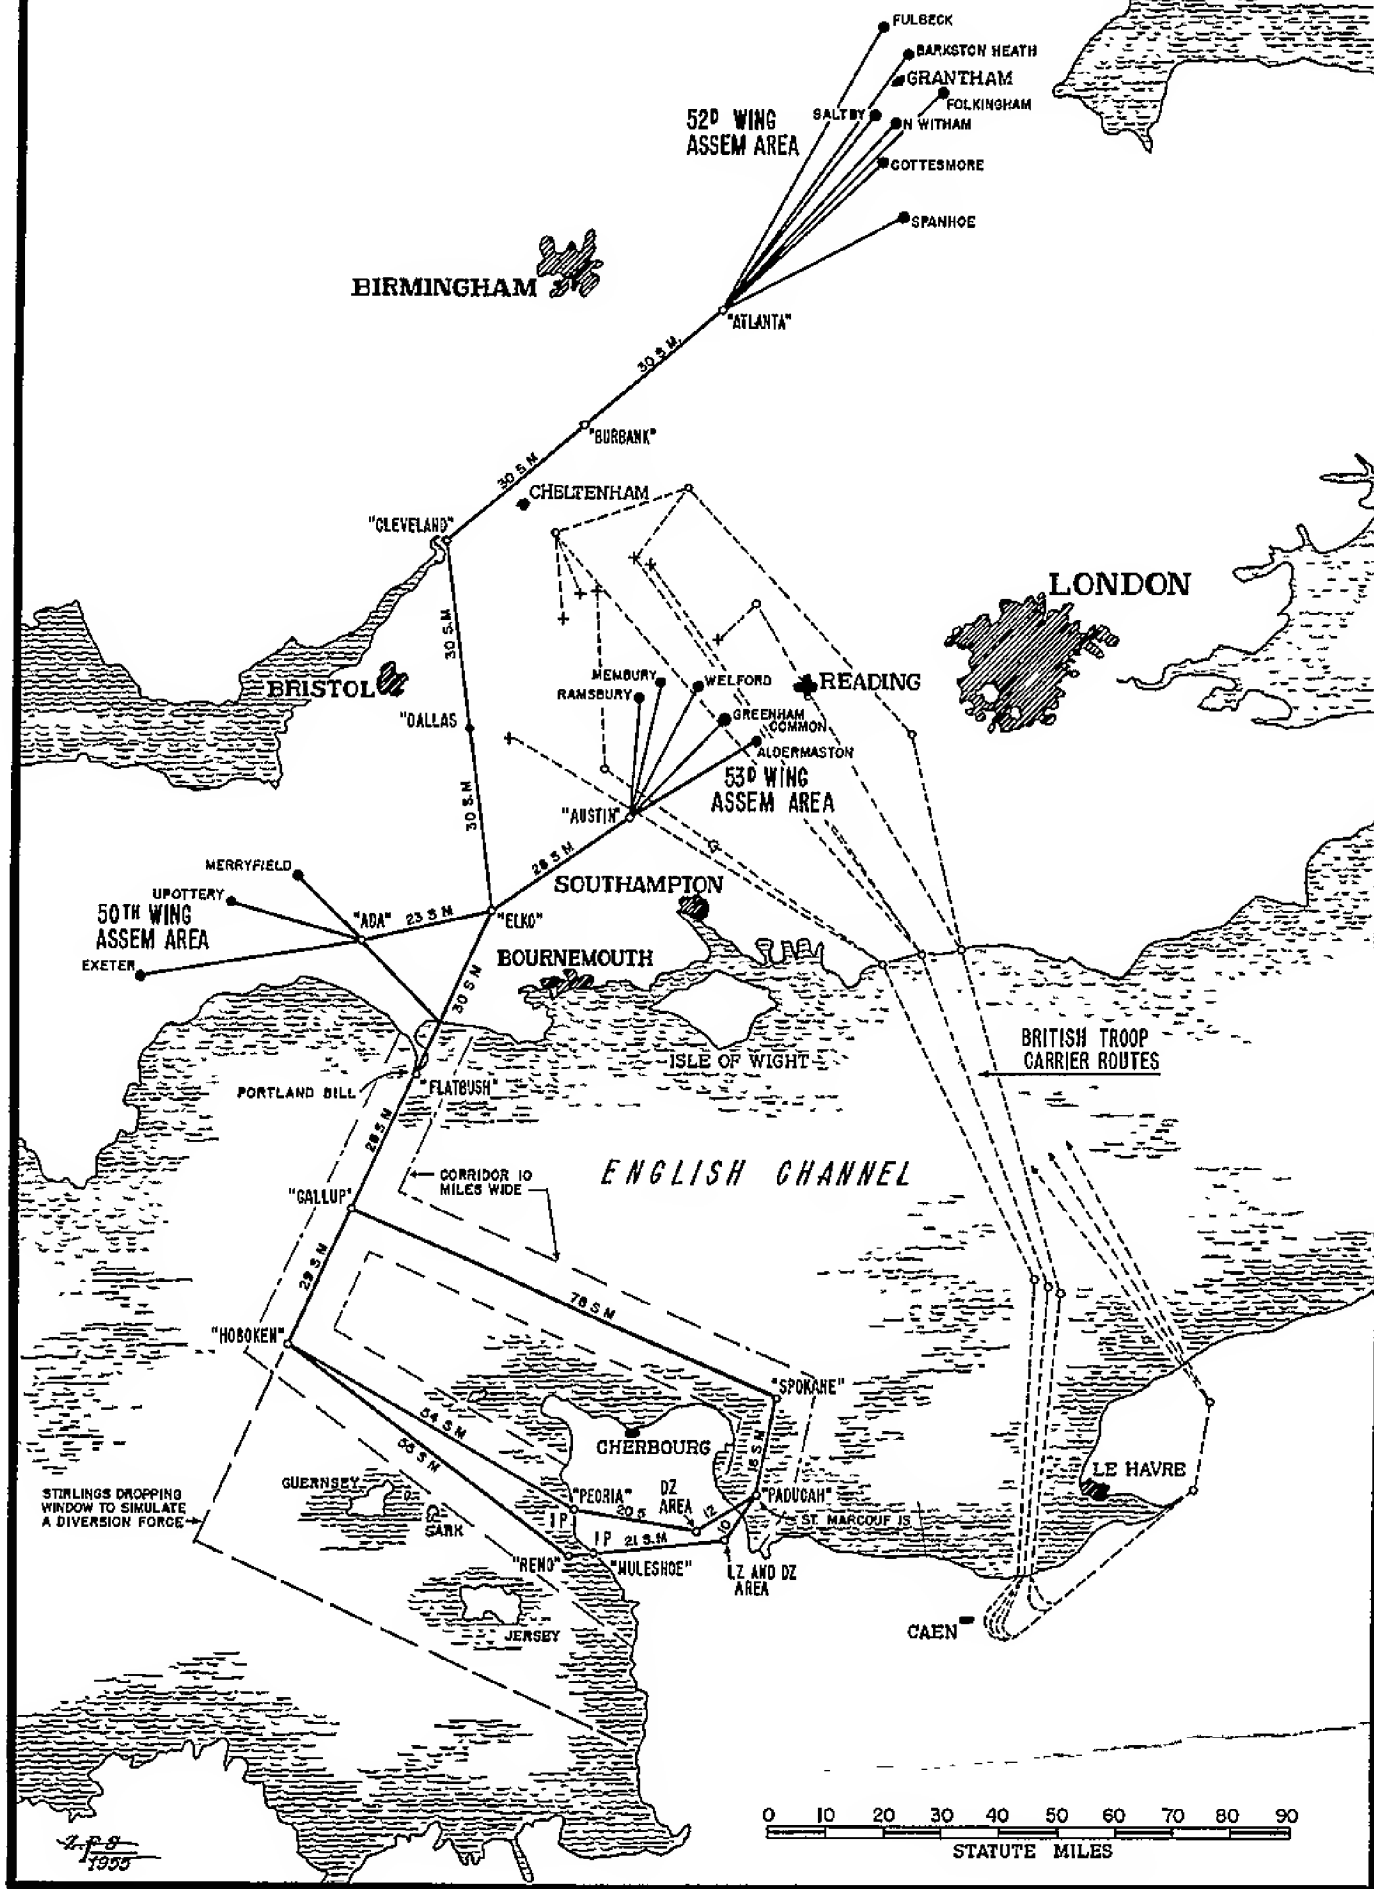 FULBECK
BARKSTON HEATH
GRANTHAM
FOLKINGHAM
SALTBY
N WITHAM
52D WING
ASSEM AREA
COTTESMORE
SPANHOE
BIRMINGHAM
"ATLANTA"
30 S.M.
"BURBANK"
30 S.M.
CHELTENHAM
"CLEVELAND"
LONDON
30 S.M
BRISTOL
MEMBURY
WELFORD
READING
RAMSBURY
"DALLAS
GREENHAM
COMMON
ALDERMASTON
53D WING
ASSEM AREA
30 S.M
"AUSTIN"
28 S M
MERRYFIELD
UPOTTERY
SOUTHAMPTON
50TH WING
ASSEM AREA
"ADA"
23 S M
"ELKO"
EXETER
BOURNEMOUTH
30 S M
ISLE OF WIGHT
BRITISH TROOP
CARRIER ROUTES
PORTLAND BILL
"FLATBUSH"
28 S.M
ENGLISH CHANNEL
CORRIDOR 10
MILES WIDE
"GALLUP"
29 S M
78 S M
"HOBOKEN"
"SPOKANE"
54 S M
CHERBOURG
LE HAVRE
GUERNSEY
STIRLINGS DROPPING
WINDOW TO SIMULATE
A DIVERSION FORCE
"PEORIA"
DZ
AREA
"PADUCAH"
20 S
12
ST. MARCOUF IS
SARK
I P
I P
21 S.M
10
"RENO"
"MULESHOE"
LZ AND DZ
AREA
CAEN
JERSEY
0 10 20 30 40 50 60 70 80 90
STATUTE MILES
1955